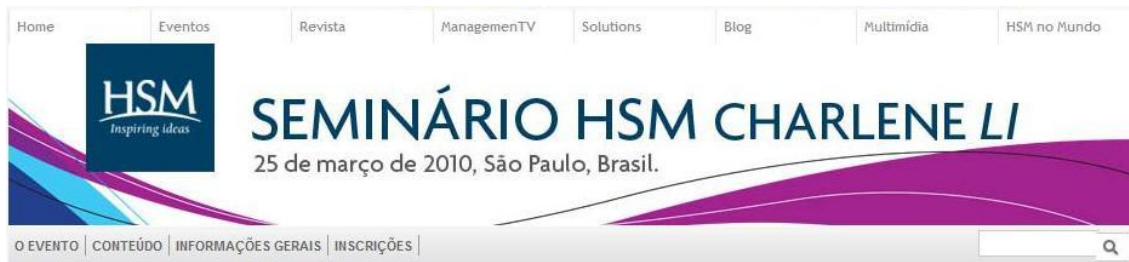 Home Eventos Revista ManagemenTV Solutions Blog Multimídia HSM no Mundo
HSM
Inspiring ideas
SEMINÁRIO HSM CHARLENE LI
25 de março de 2010, São Paulo, Brasil.
O EVENTO CONTEÚDO INFORMAÇÕES GERAIS INSCRIÇÕES